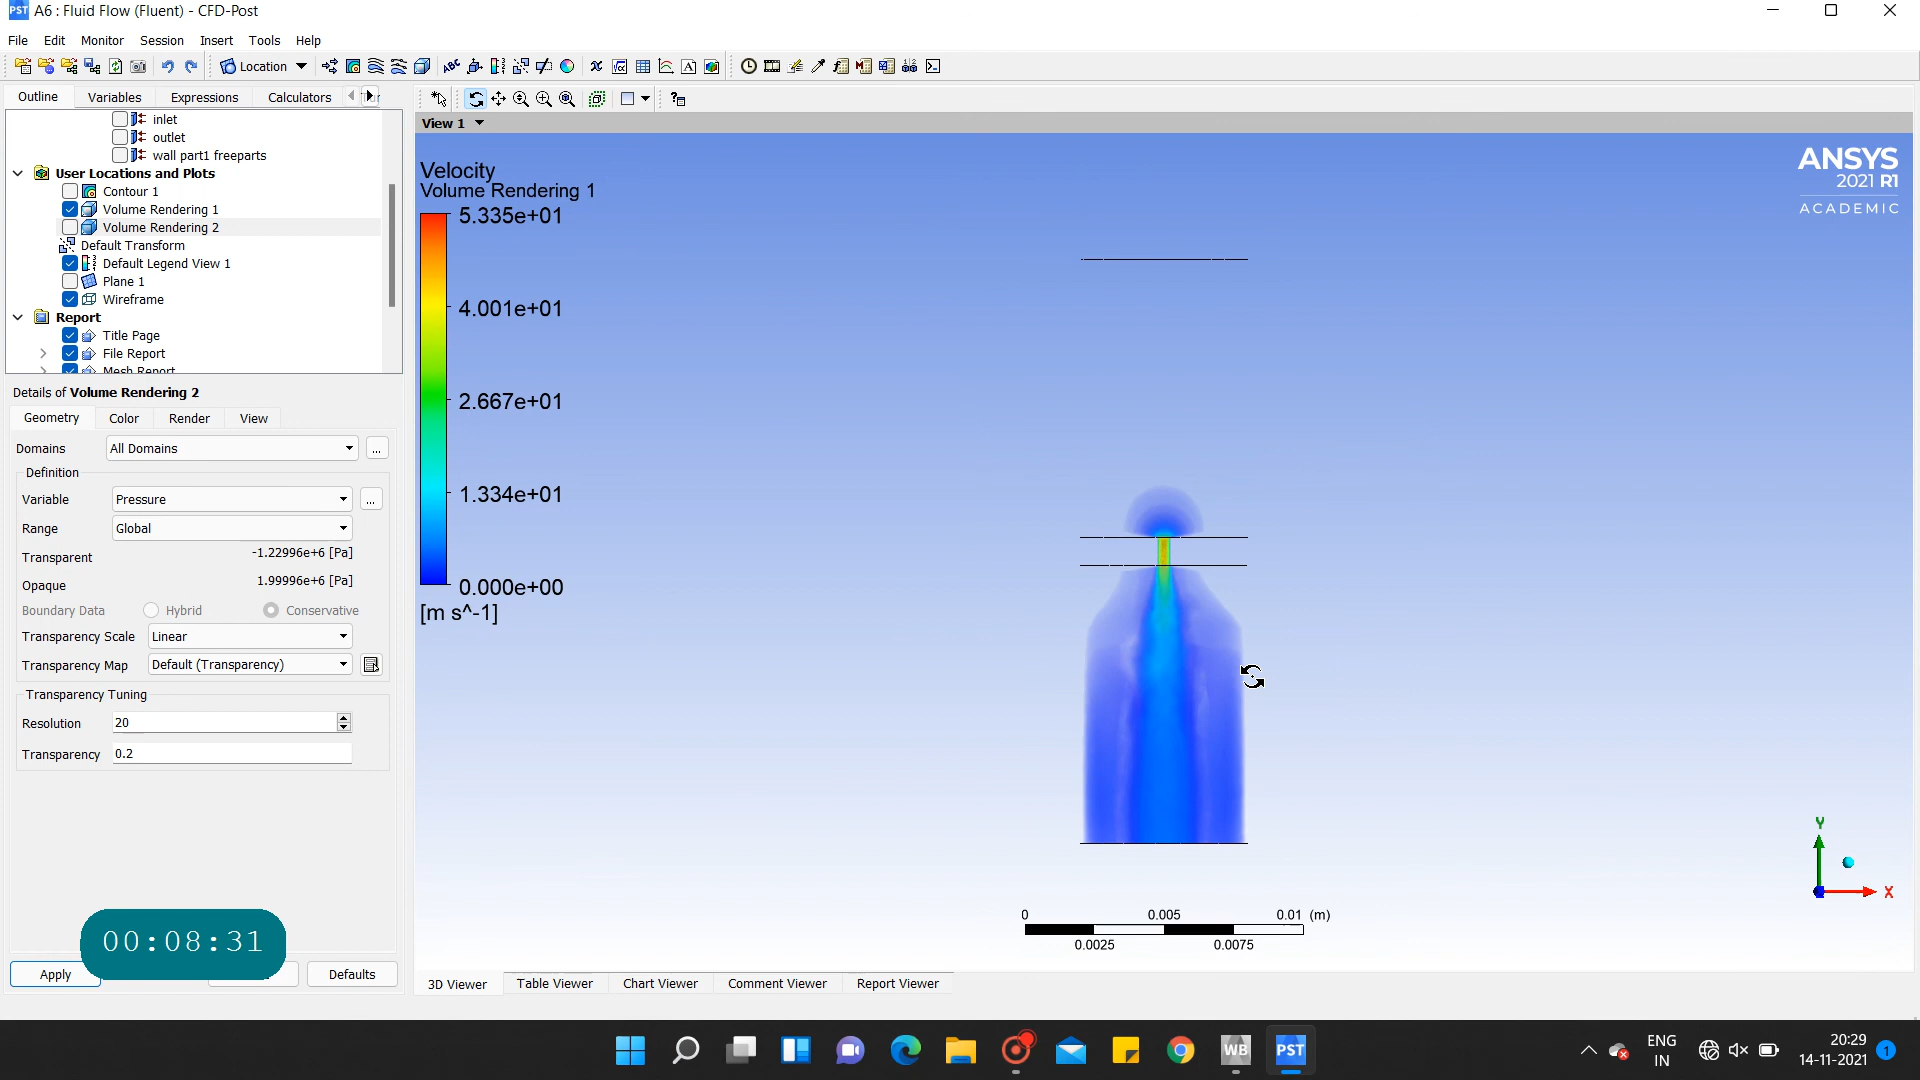 PST A6 : Fluid Flow (Fluent) - CFD-Post
File Edit Monitor Session Insert Tools Help
Location
Outline Variables Expressions Calculators
View 1
inlet
outlet
wall part1 freeparts
User Locations and Plots
Contour 1
Volume Rendering 1
Volume Rendering 2
Default Transform
Default Legend View 1
Plane 1
Wireframe
Report
Title Page
File Report
Mesh Report
Details of Volume Rendering 2
Geometry Color Render View
Domains All Domains ...
Definition
Variable Pressure ...
Range Global
Transparent -1.22996e+6 [Pa]
Opaque 1.99996e+6 [Pa]
Boundary Data Hybrid Conservative
Transparency Scale Linear
Transparency Map Default (Transparency)
Transparency Tuning
Resolution 20
Transparency 0.2
00:08:31
Apply Defaults
Velocity
Volume Rendering 1
5.335e+01
4.001e+01
2.667e+01
1.334e+01
0.000e+00
[m s^-1]
ANSYS
2021 R1
ACADEMIC
Y
X
0 0.005 0.01 (m)
0.0025 0.0075
3D Viewer Table Viewer Chart Viewer Comment Viewer Report Viewer
WB PST
ENG
IN
20:29
14-11-2021
1